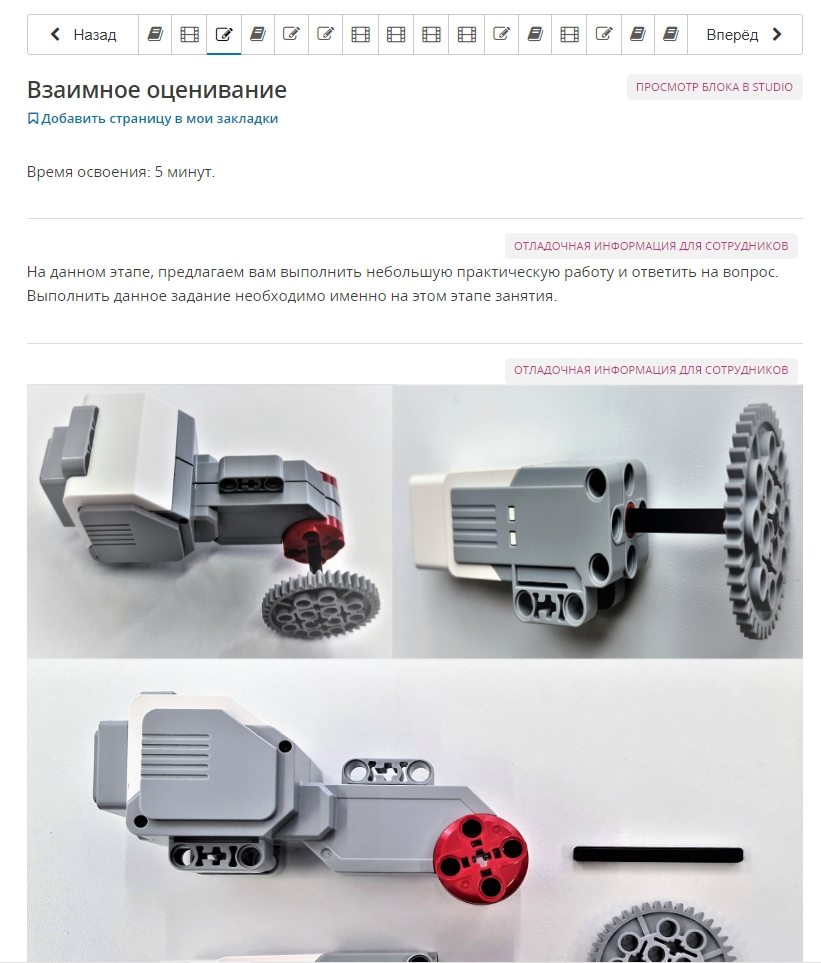 Назад
Вперёд
Взаимное оценивание
ПРОСМОТР БЛОКА В STUDIO
Добавить страницу в мои закладки
Время освоения: 5 минут.
ОТЛАДОЧНАЯ ИНФОРМАЦИЯ ДЛЯ СОТРУДНИКОВ
На данном этапе, предлагаем вам выполнить небольшую практическую работу и ответить на вопрос.
Выполнить данное задание необходимо именно на этом этапе занятия.
ОТЛАДОЧНАЯ ИНФОРМАЦИЯ ДЛЯ СОТРУДНИКОВ